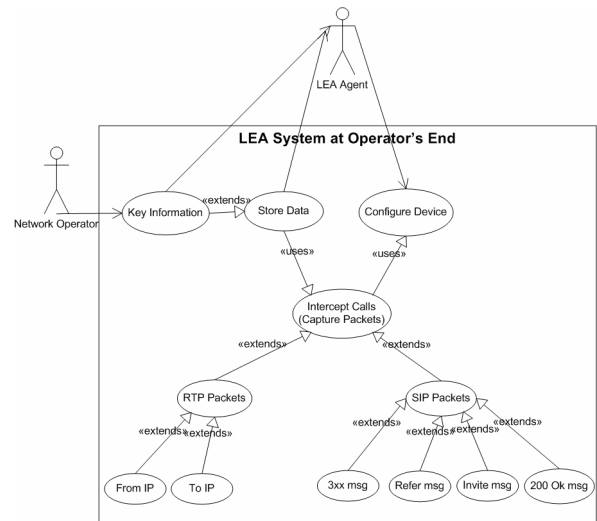 LEA Agent
LEA System at Operator's End
Network Operator
Key Information
«extends»
Store Data
Configure Device
«uses»
«uses»
Intercept Calls
(Capture Packets)
«extends»
«extends»
RTP Packets
SIP Packets
«extends»
«extends»
«extends»
«extends»
«extends»
«extends»
From IP
To IP
3xx msg
Refer msg
Invite msg
200 Ok msg